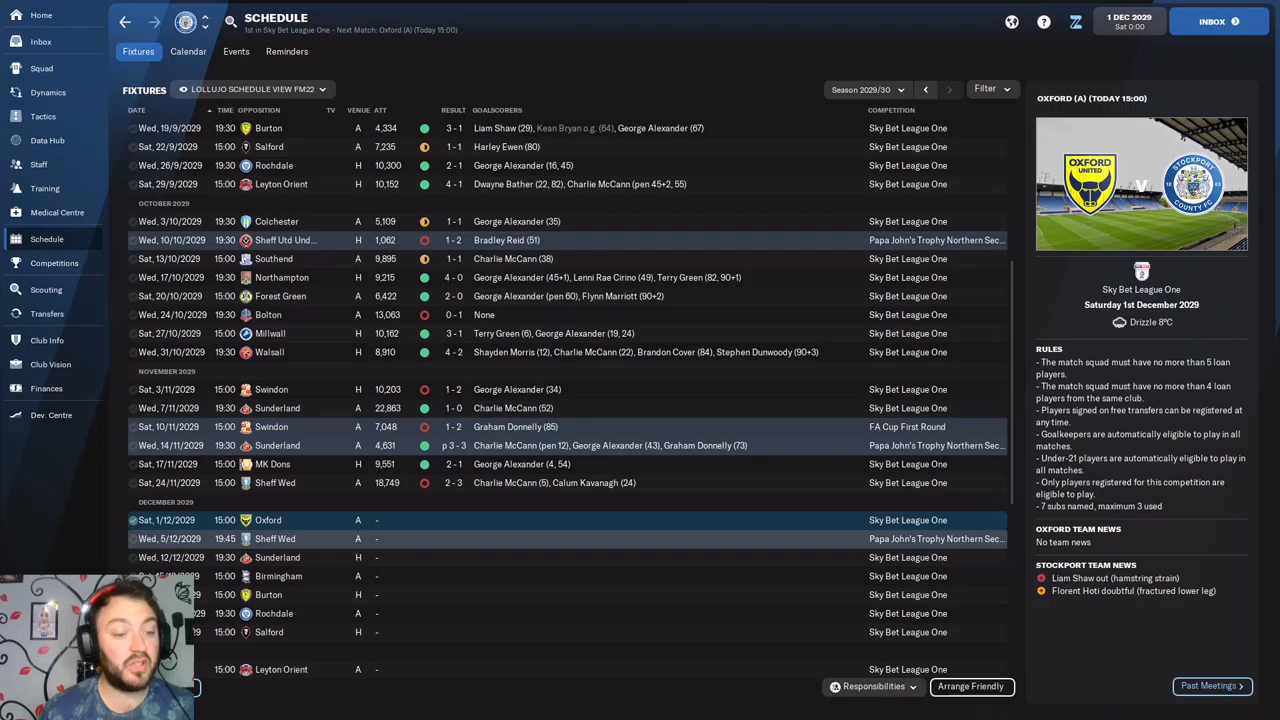 Home
SCHEDULE
1st in Sky Bet League One - Next Match: Oxford (A) (Today 15:00)
1 DEC 2029
Sat 0:00
INBOX
Inbox
Squad
Dynamics
Tactics
Data Hub
Staff
Training
Medical Centre
Schedule
Competitions
Scouting
Transfers
Club Info
Club Vision
Finances
Dev. Centre
Fixtures Calendar Events Reminders
FIXTURES LOLLUJO SCHEDULE VIEW FM22 Season 2029/30 Filter
DATE TIME OPPOSITION TV VENUE ATT RESULT GOALSCORERS COMPETITION
Wed, 19/9/2029 19:30 Burton A 4,334 3 - 1 Liam Shaw (29), Kean Bryan o.g. (64), George Alexander (67) Sky Bet League One
Sat, 22/9/2029 15:00 Salford A 7,235 1 - 1 Harley Ewen (80) Sky Bet League One
Wed, 26/9/2029 19:30 Rochdale H 10,300 2 - 1 George Alexander (16, 45) Sky Bet League One
Sat, 29/9/2029 15:00 Leyton Orient H 10,152 4 - 1 Dwayne Bather (22, 82), Charlie McCann (pen 45+2, 55) Sky Bet League One
OCTOBER 2029
Wed, 3/10/2029 19:30 Colchester A 5,109 1 - 1 George Alexander (35) Sky Bet League One
Wed, 10/10/2029 19:30 Sheff Utd Und... H 1,062 1 - 2 Bradley Reid (51) Papa John's Trophy Northern Sec...
Sat, 13/10/2029 15:00 Southend A 9,895 1 - 1 Charlie McCann (38) Sky Bet League One
Wed, 17/10/2029 19:30 Northampton H 9,215 4 - 0 George Alexander (45+1), Lenni Rae Cirino (49), Terry Green (82, 90+1) Sky Bet League One
Sat, 20/10/2029 15:00 Forest Green A 6,422 2 - 0 George Alexander (pen 60), Flynn Marriott (90+2) Sky Bet League One
Wed, 24/10/2029 19:30 Bolton A 13,063 0 - 1 None Sky Bet League One
Sat, 27/10/2029 15:00 Millwall H 10,162 3 - 1 Terry Green (6), George Alexander (19, 24) Sky Bet League One
Wed, 31/10/2029 19:30 Walsall H 8,910 4 - 2 Shayden Morris (12), Charlie McCann (22), Brandon Cover (84), Stephen Dunwoody (90+3) Sky Bet League One
NOVEMBER 2029
Sat, 3/11/2029 15:00 Swindon H 10,203 1 - 2 George Alexander (34) Sky Bet League One
Wed, 7/11/2029 19:30 Sunderland A 22,863 1 - 0 Charlie McCann (52) Sky Bet League One
Sat, 10/11/2029 15:00 Swindon A 7,048 1 - 2 Graham Donnelly (85) FA Cup First Round
Wed, 14/11/2029 19:30 Sunderland A 4,631 p 3 - 3 Charlie McCann (pen 12), George Alexander (43), Graham Donnelly (73) Papa John's Trophy Northern Sec...
Sat, 17/11/2029 15:00 MK Dons H 9,551 2 - 1 George Alexander (4, 54) Sky Bet League One
Sat, 24/11/2029 15:00 Sheff Wed A 18,749 2 - 3 Charlie McCann (5), Calum Kavanagh (24) Sky Bet League One
DECEMBER 2029
Sat, 1/12/2029 15:00 Oxford A - Sky Bet League One
Wed, 5/12/2029 19:45 Sheff Wed A - Papa John's Trophy Northern Sec...
Wed, 12/12/2029 19:30 Sunderland H - Sky Bet League One
15:00 Birmingham A - Sky Bet League One
15:00 Burton H - Sky Bet League One
19:30 Rochdale A - Sky Bet League One
15:00 Salford H - Sky Bet League One
15:00 Leyton Orient A - Sky Bet League One
Responsibilities Arrange Friendly
OXFORD (A) (TODAY 15:00)
OXFORD UNITED V STOCKPORT COUNTY FC
Sky Bet League One
Saturday 1st December 2029
Drizzle 8ºC
RULES
- The match squad must have no more than 5 loan
players.
- The match squad must have no more than 4 loan
players from the same club.
- Players signed on free transfers can be registered at
any time.
- Goalkeepers are automatically eligible to play in all
matches.
- Under-21 players are automatically eligible to play in
all matches.
- Only players registered for this competition are
eligible to play.
- 7 subs named, maximum 3 used
OXFORD TEAM NEWS
No team news
STOCKPORT TEAM NEWS
Liam Shaw out (hamstring strain)
Florent Hoti doubtful (fractured lower leg)
Past Meetings